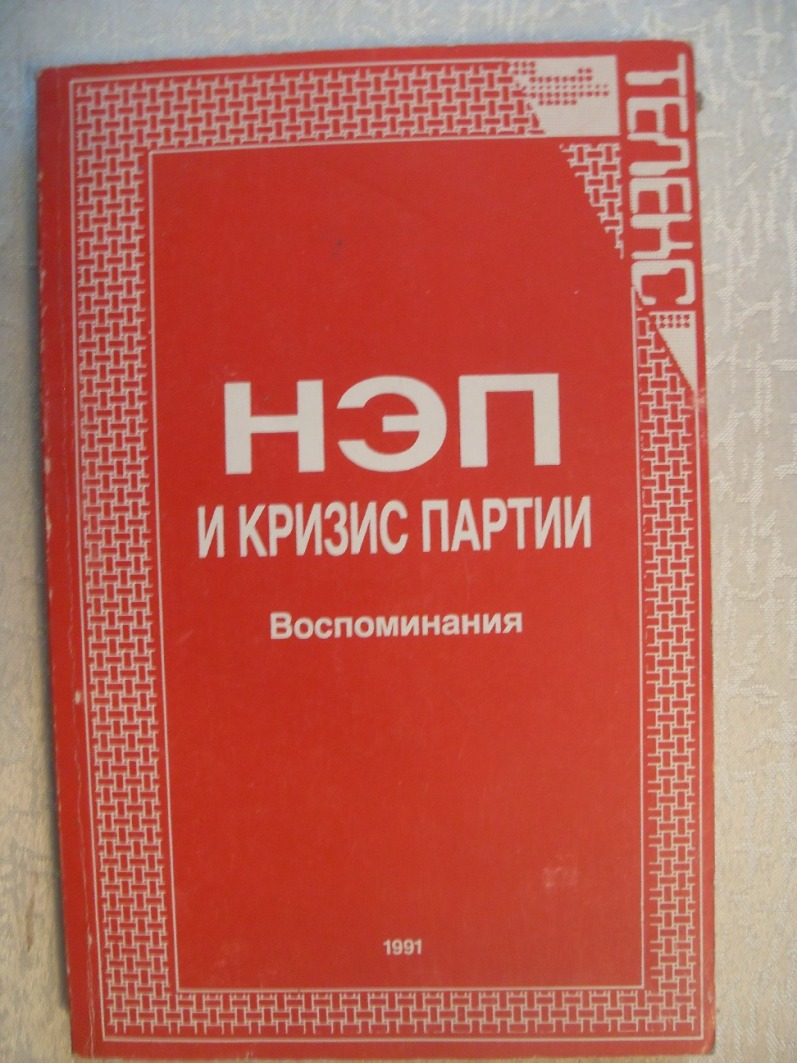 ТЕЛЕКС
НЭП
И КРИЗИС ПАРТИИ
Воспоминания
1991